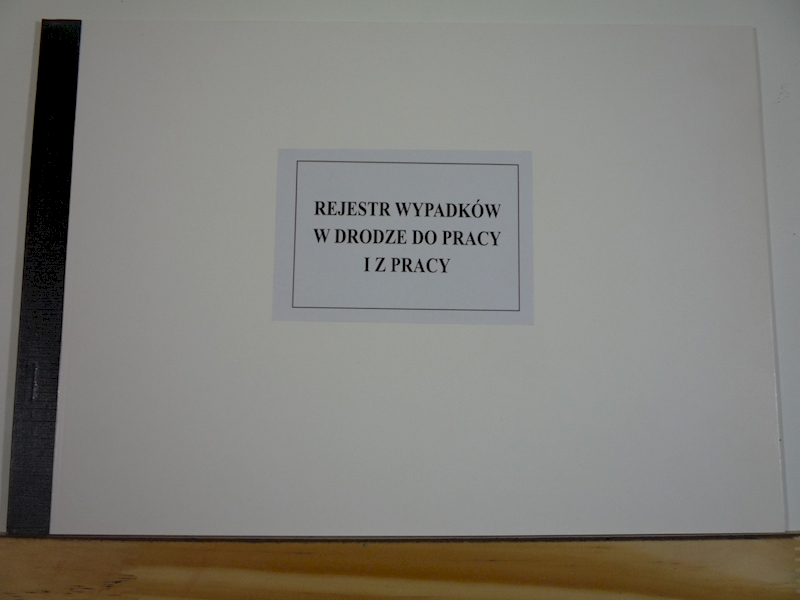 REJESTR WYPADKÓW
W DRODZE DO PRACY
I Z PRACY